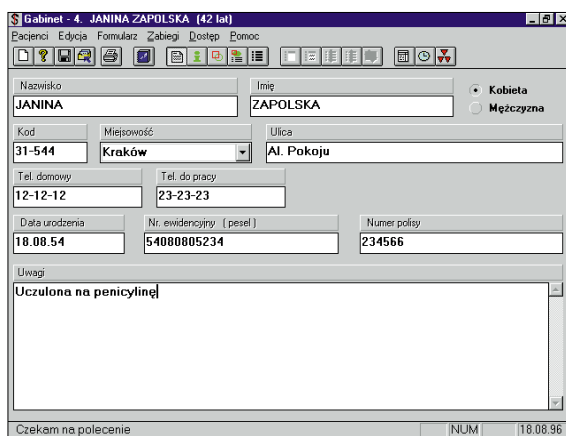 Gabinet - 4. JANINA ZAPOLSKA (42 lat)
Pacjenci Edycja Formularz Zabiegi Dostęp Pomoc
Nazwisko Imię
JANINA ZAPOLSKA
Kobieta
Mężczyzna
Kod Miejsowość Ulica
31-544 Kraków Al. Pokoju
Tel. domowy Tel. do pracy
12-12-12 23-23-23
Data urodzenia Nr. ewidencyjny (pesel) Numer polisy
18.08.54 54080805234 234566
Uwagi
Uczulona na penicylinę
Czekam na polecenie NUM 18.08.96